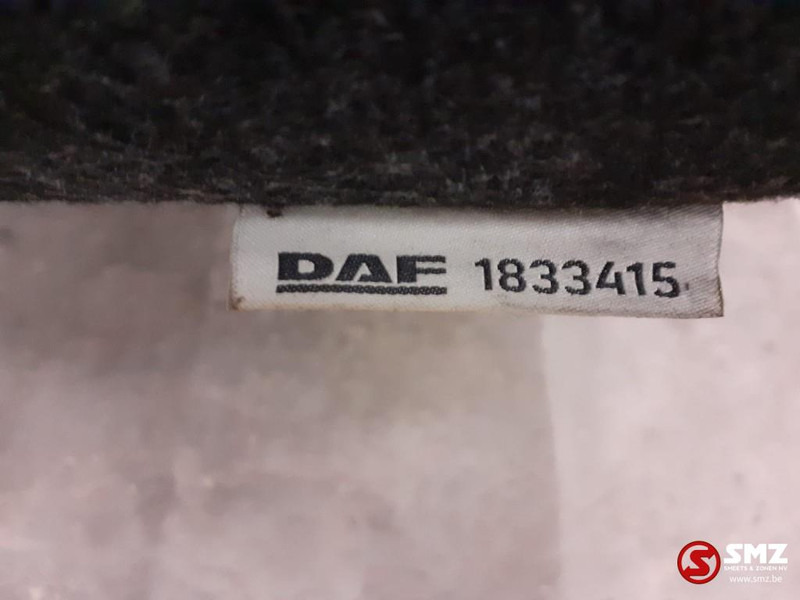 DAF 1833415
SMZ
SMEETS & ZONEN NV
www.smz.be